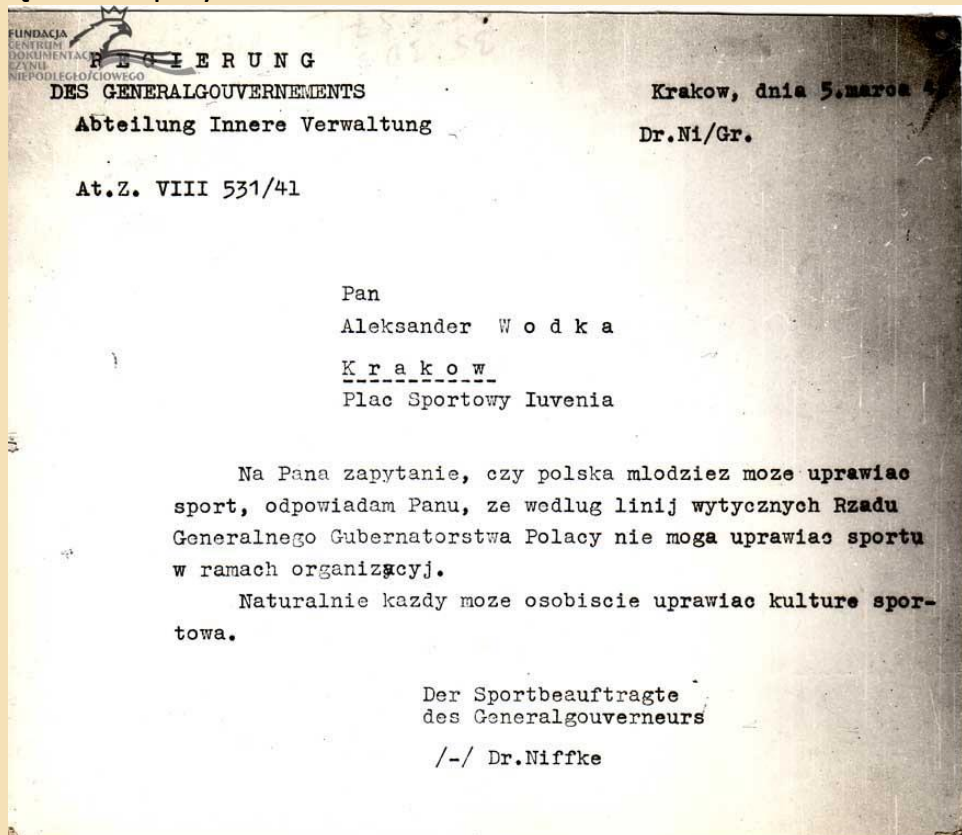 FUNDACJA
CENTRUM
DOKUMENTACJI
CZYNU
NIEPODLEGŁOŚCIOWEGO
R E G I E R U N G
DES GENERALGOUVERNEMENTS
Krakow, dnia 5.marca
Abteilung Innere Verwaltung
Dr.Ni/Gr.
At.Z. VIII 531/41
Pan
Aleksander W o d k a
K r a k o w
Plac Sportowy Iuvenia
Na Pana zapytanie, czy polska mlodziez moze uprawiac
sport, odpowiadam Panu, ze wedlug linij wytycznych Rzadu
Generalnego Gubernatorstwa Polacy nie moga uprawiac sportu
w ramach organizacyj.
Naturalnie kazdy moze osobiscie uprawiac kulture spor-
towa.
Der Sportbeauftragte
des Generalgouverneurs
/-/ Dr.Niffke